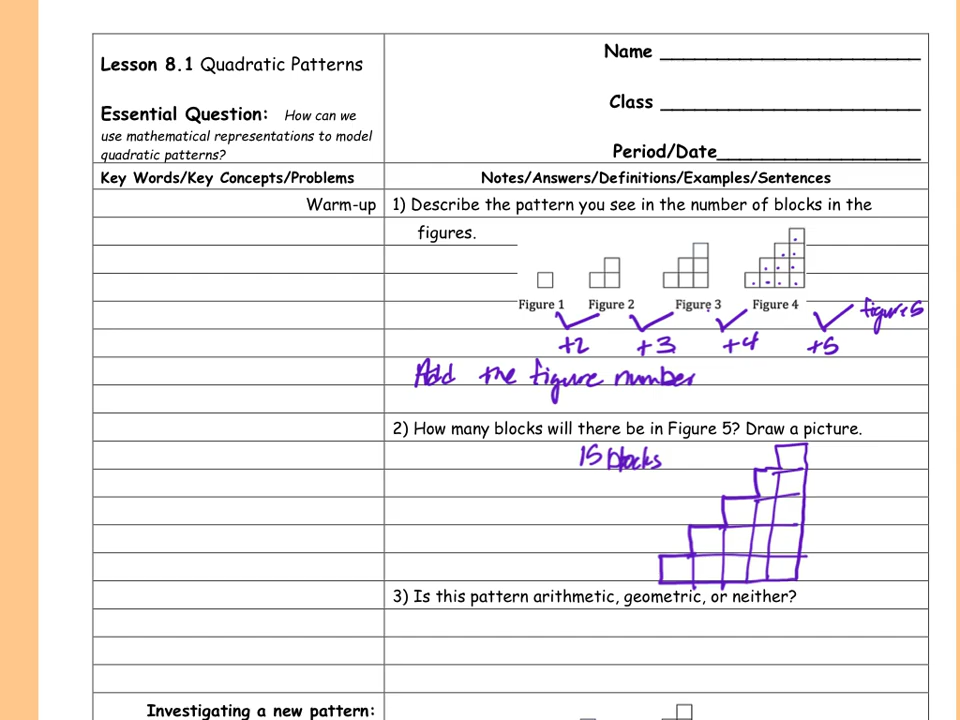 Lesson 8.1 Quadratic Patterns
Name
Essential Question: How can we
use mathematical representations to model
quadratic patterns?
Class
Period/Date
Key Words/Key Concepts/Problems
Notes/Answers/Definitions/Examples/Sentences
Warm-up
1) Describe the pattern you see in the number of blocks in the
figures.
Figure 1 Figure 2 Figure 3 Figure 4
figure 5
+2 +3 +4 +5
Add the figure number
2) How many blocks will there be in Figure 5? Draw a picture.
15 blocks
3) Is this pattern arithmetic, geometric, or neither?
Investigating a new pattern: